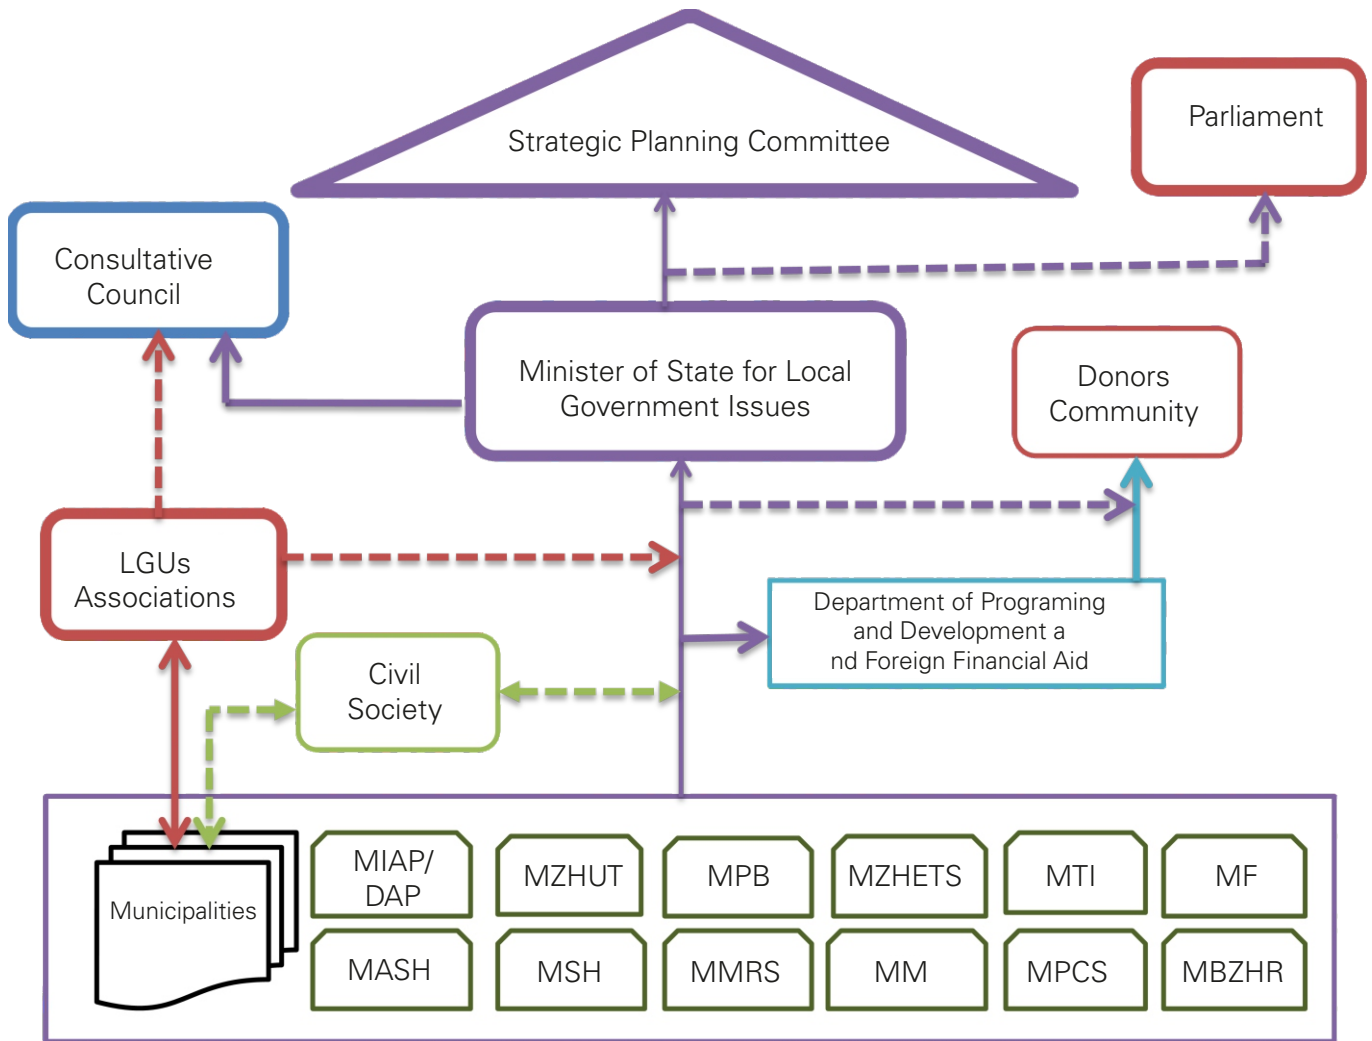 Strategic Planning Committee
Parliament
Consultative
Council
Minister of State for Local
Government Issues
Donors
Community
LGUs
Associations
Department of Programing
and Development a
nd Foreign Financial Aid
Civil
Society
Municipalities
MIAP/
DAP
MZHUT
MPB
MZHETS
MTI
MF
MASH
MSH
MMRS
MM
MPCS
MBZHR